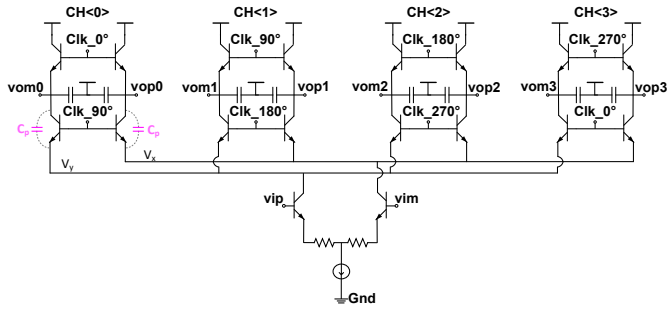 CH<0> CH<1> CH<2> CH<3>
Clk_0° Clk_90° Clk_180° Clk_270°
vom0 vop0 vom1 vop1 vom2 vop2 vom3 vop3
Clk_90° Clk_180° Clk_270° Clk_0°
Cp Cp
Vy Vx
vip vim
Gnd